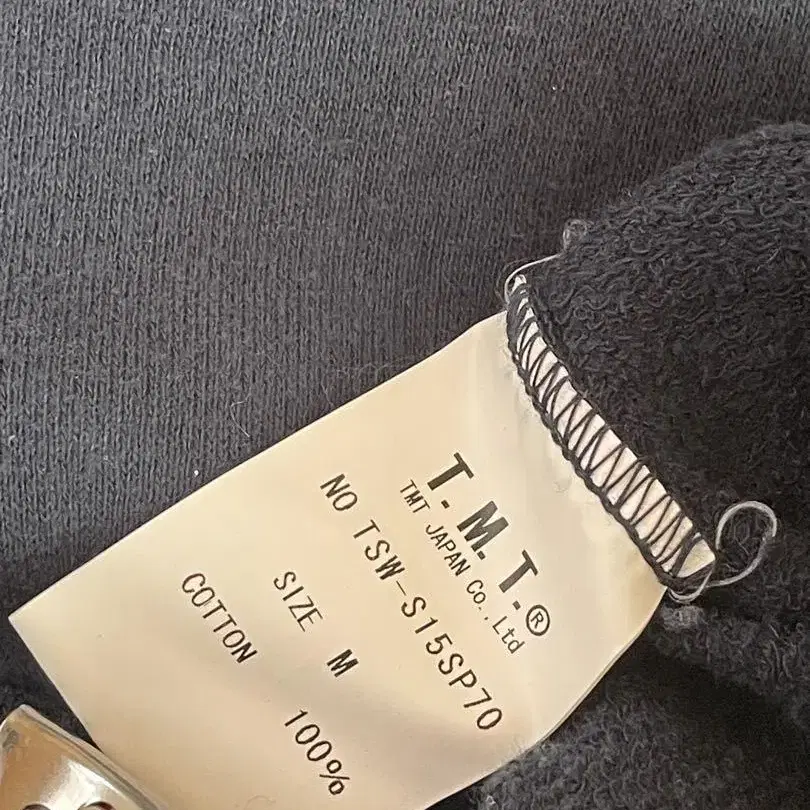 T.M.T.®
TMT JAPAN Co.,Ltd
NO TSW-S15SP70
SIZE M
COTTON 100%